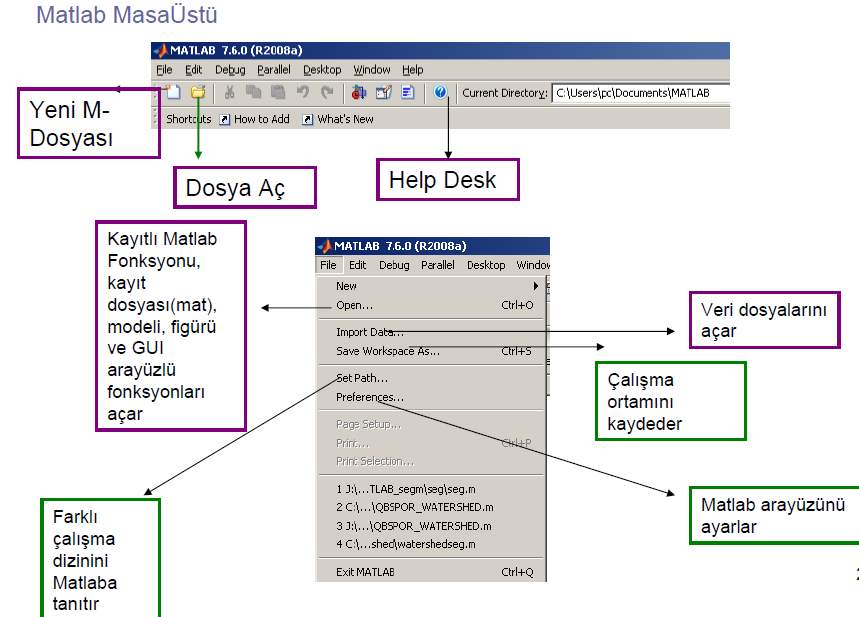 Matlab MasaÜstü
MATLAB 7.6.0 (R2008a)
File Edit Debug Parallel Desktop Window Help
Current Directory: C:\Users\pc\Documents\MATLAB
Shortcuts How to Add What's New
Yeni M-
Dosyası
Dosya Aç
Help Desk
Kayıtlı Matlab
Fonksyonu,
kayıt
dosyası(mat),
modeli, figürü
ve GUI
arayüzlü
fonksyonları
açar
MATLAB 7.6.0 (R2008a)
File Edit Debug Parallel Desktop Window
New
Open... Ctrl+O
Import Data...
Save Workspace As... Ctrl+S
Set Path...
Preferences...
Page Setup...
Print... Ctrl+P
Print Selection...
1 J:\...TLAB_segm\seg\seg.m
2 C:\...\QBSPOR_WATERSHED.m
3 J:\...\QBSPOR_WATERSHED.m
4 C:\...shed\watershedseg.m
Exit MATLAB Ctrl+Q
Veri dosyalarını
açar
Çalışma
ortamını
kaydeder
Matlab arayüzünü
ayarlar
Farklı
çalışma
dizinini
Matlaba
tanıtır